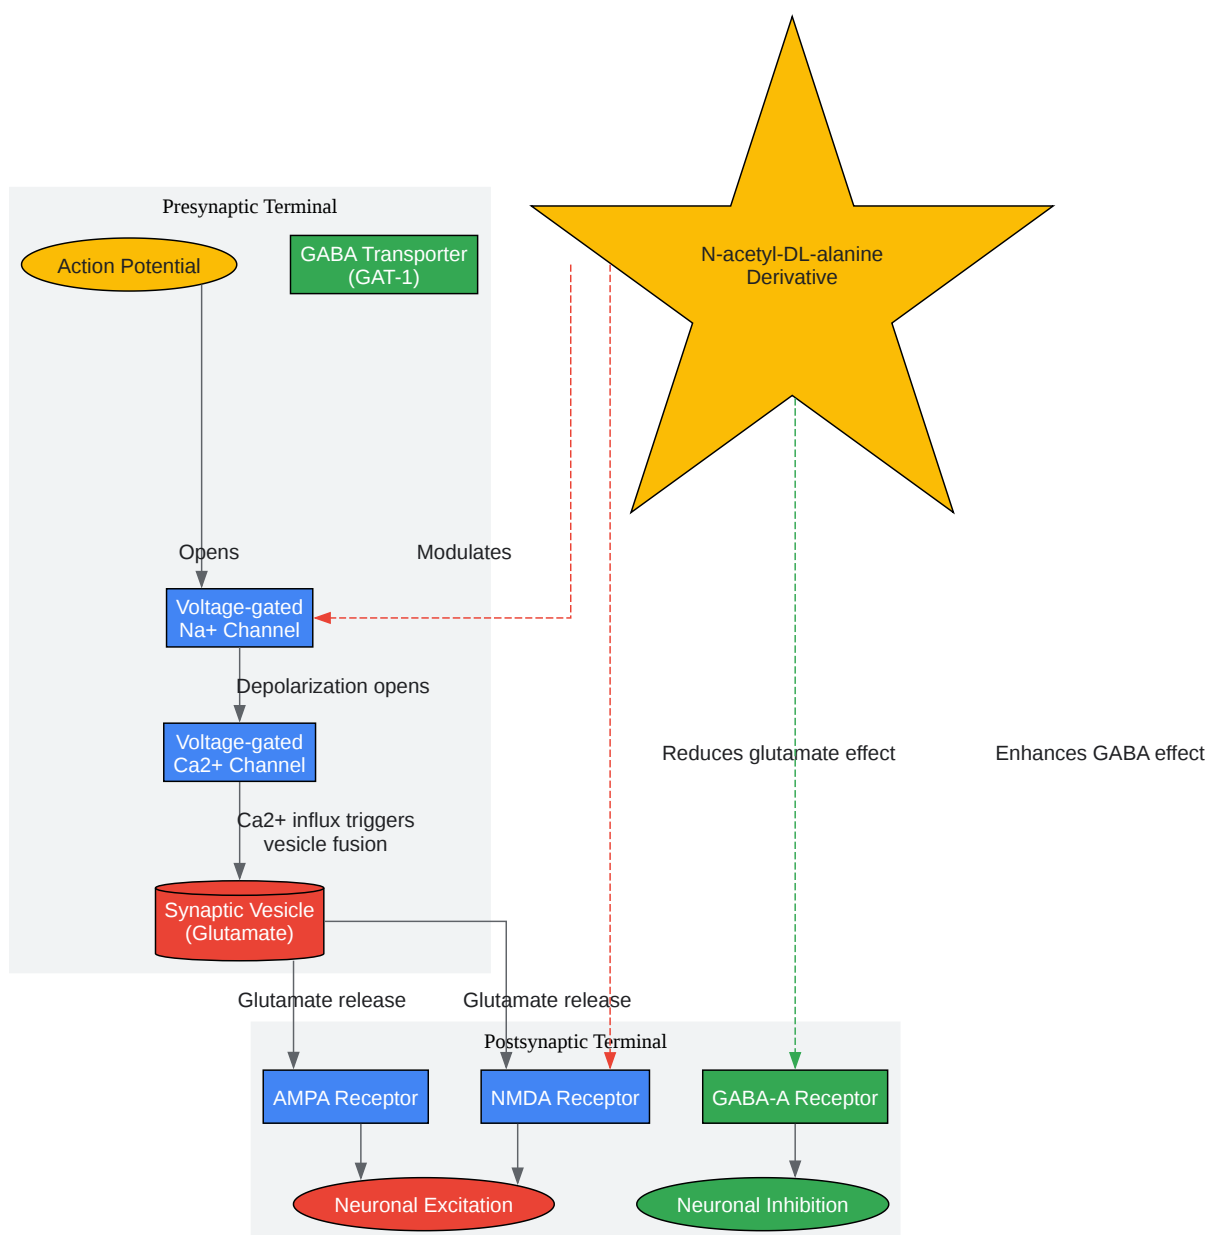 Presynaptic Terminal
Action Potential
GABA Transporter
(GAT-1)
N-acetyl-DL-alanine
Derivative
Opens
Modulates
Voltage-gated
Na+ Channel
Depolarization opens
Voltage-gated
Ca2+ Channel
Reduces glutamate effect
Enhances GABA effect
Ca2+ influx triggers
vesicle fusion
Synaptic Vesicle
(Glutamate)
Glutamate release
Glutamate release
Postsynaptic Terminal
AMPA Receptor
NMDA Receptor
GABA-A Receptor
Neuronal Excitation
Neuronal Inhibition